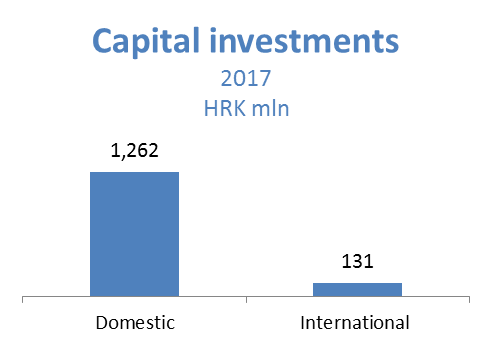 Capital investments
2017
HRK mln
1,262
131
Domestic
International